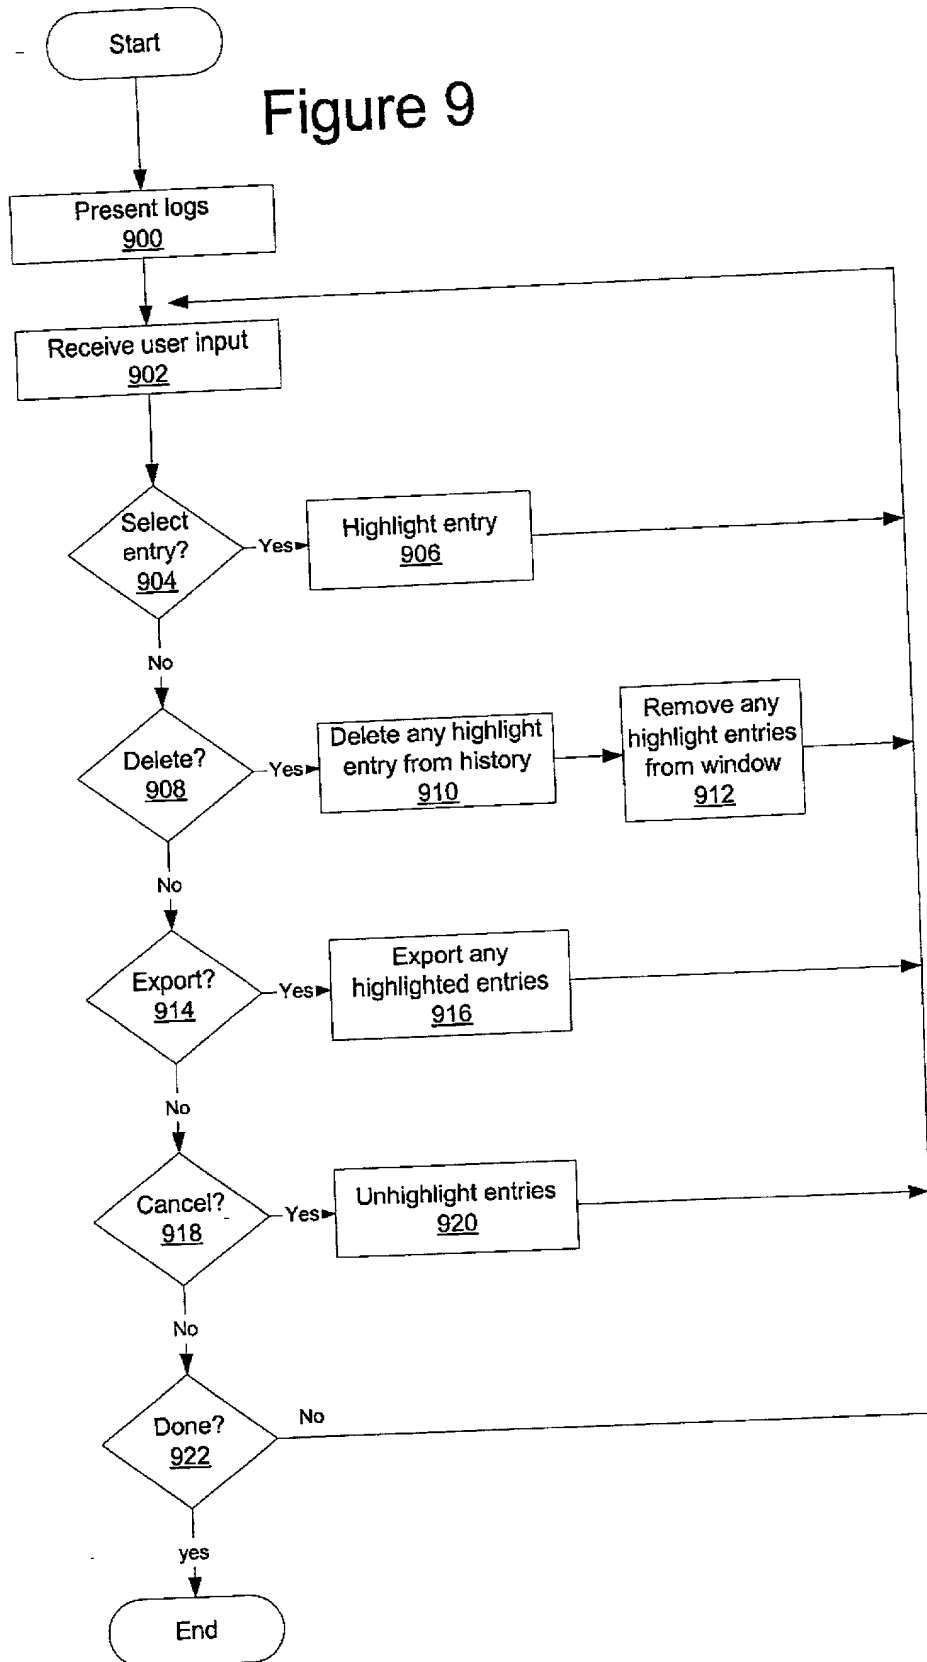 Start
Figure 9
Present logs
900
Receive user input
902
Select
entry?
904
Yes
Highlight entry
906
No
Delete?
908
Yes
Delete any highlight
entry from history
910
Remove any
highlight entries
from window
912
No
Export?
914
Yes
Export any
highlighted entries
916
No
Cancel?
918
Yes
Unhighlight entries
920
No
Done?
922
No
yes
End